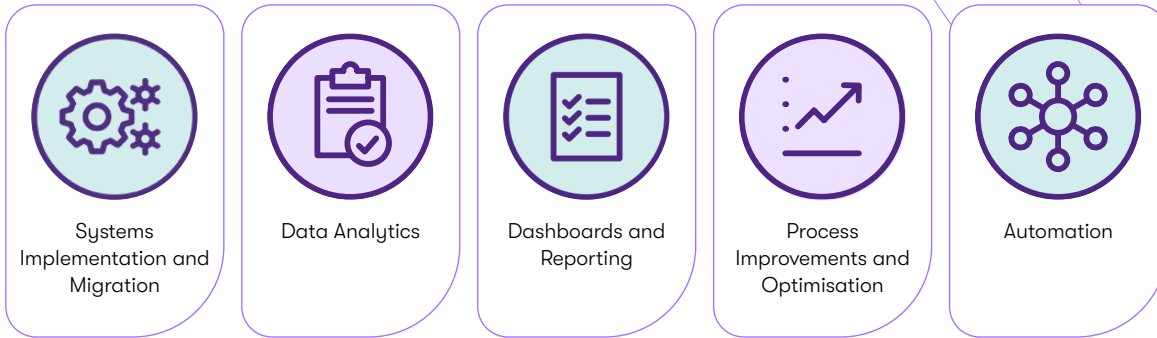 Systems
Implementation and
Migration
Data Analytics
Dashboards and
Reporting
Process
Improvements and
Optimisation
Automation